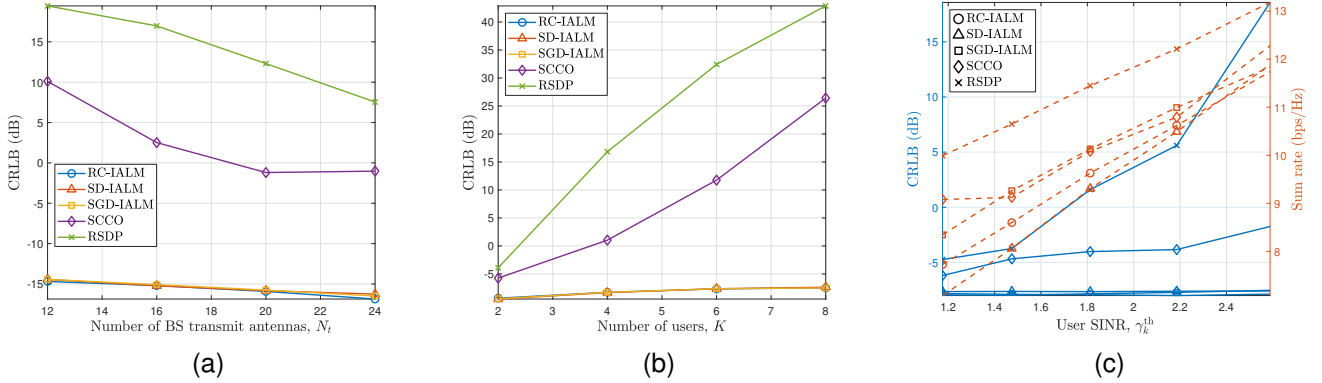 15
10
5
0
-5
-10
-15
CRLB (dB)
RC-IALM
SD-IALM
SGD-IALM
SCCO
RSDP
12 14 16 18 20 22 24
Number of BS transmit antennas, N_t
(a)
40
35
30
25
20
15
10
5
0
-5
CRLB (dB)
RC-IALM
SD-IALM
SGD-IALM
SCCO
RSDP
2 3 4 5 6 7 8
Number of users, K
(b)
15
10
5
0
-5
CRLB (dB)
RC-IALM
SD-IALM
SGD-IALM
SCCO
RSDP
13
12
11
10
9
8
Sum rate (bps/Hz)
1.2 1.4 1.6 1.8 2 2.2 2.4
User SINR, γ_k^th
(c)